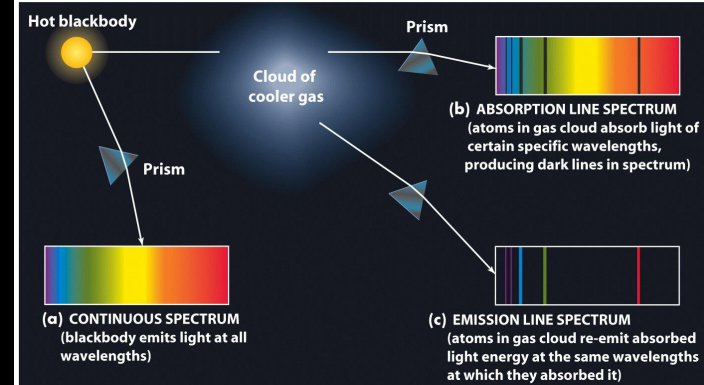 Hot blackbody
Prism
Cloud of
cooler gas
(b) ABSORPTION LINE SPECTRUM
(atoms in gas cloud absorb light of
certain specific wavelengths,
producing dark lines in spectrum)
Prism
(a) CONTINUOUS SPECTRUM
(blackbody emits light at all
wavelengths)
(c) EMISSION LINE SPECTRUM
(atoms in gas cloud re-emit absorbed
light energy at the same wavelengths
at which they absorbed it)